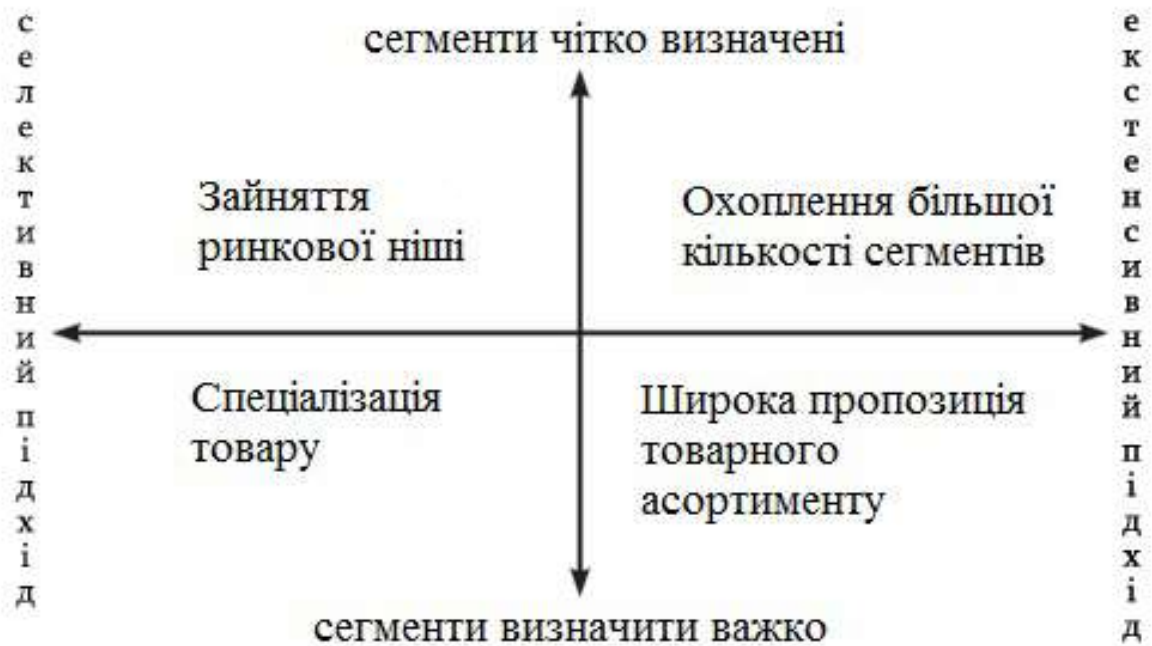 сегменти чітко визначені
селективний підхід
Зайняття
ринкової ніші
Охоплення більшої
кількості сегментів
Спеціалізація
товару
Широка пропозиція
товарного
асортименту
екстенсивний підхід
сегменти визначити важко